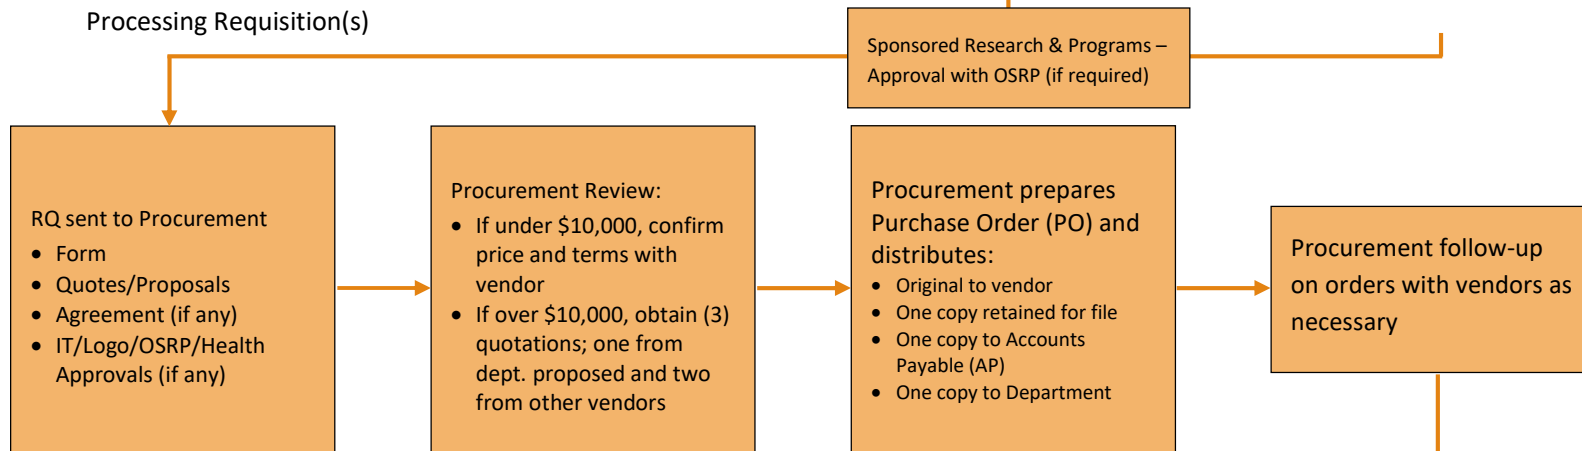 Processing Requisition(s)
Sponsored Research & Programs –
Approval with OSRP (if required)
RQ sent to Procurement
• Form
• Quotes/Proposals
• Agreement (if any)
• IT/Logo/OSRP/Health
Approvals (if any)
Procurement Review:
• If under $10,000, confirm
price and terms with
vendor
• If over $10,000, obtain (3)
quotations; one from
dept. proposed and two
from other vendors
Procurement prepares
Purchase Order (PO) and
distributes:
• Original to vendor
• One copy retained for file
• One copy to Accounts
Payable (AP)
• One copy to Department
Procurement follow-up
on orders with vendors as
necessary